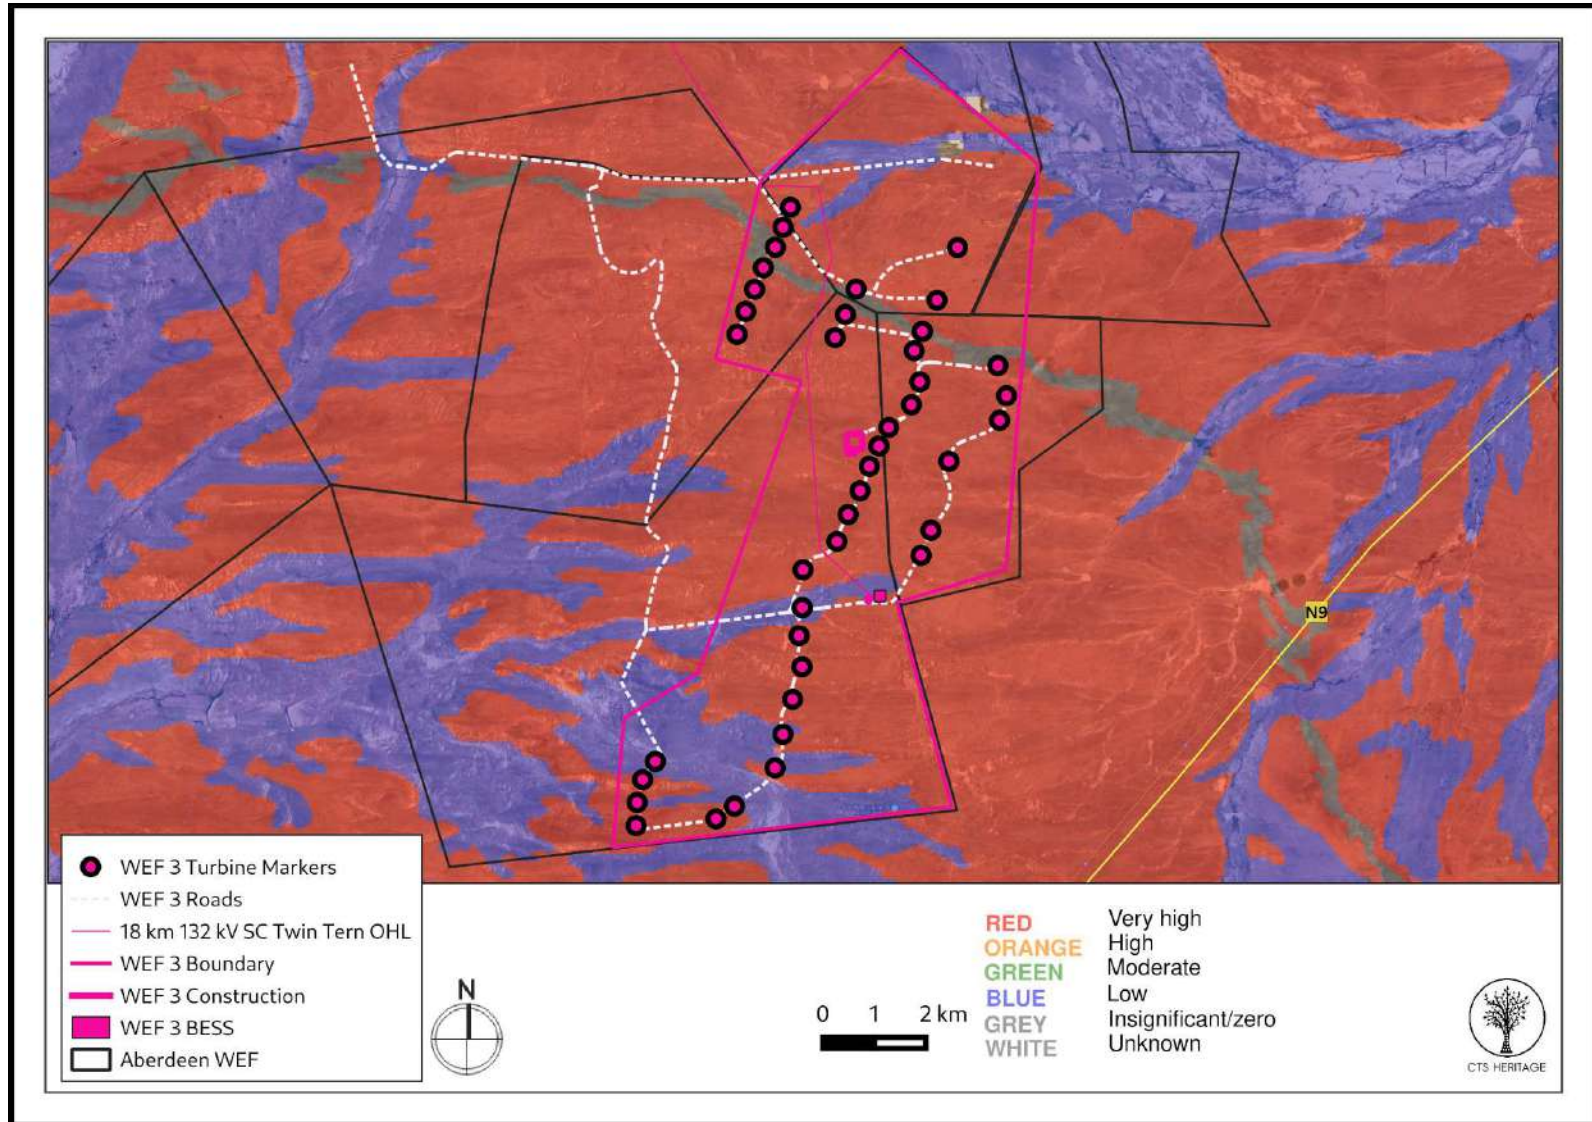 N9
WEF 3 Turbine Markers
WEF 3 Roads
18 km 132 kV SC Twin Tern OHL
WEF 3 Boundary
WEF 3 Construction
WEF 3 BESS
Aberdeen WEF
N
0 1 2 km
RED Very high
ORANGE High
GREEN Moderate
BLUE Low
GREY Insignificant/zero
WHITE Unknown
CTS HERITAGE